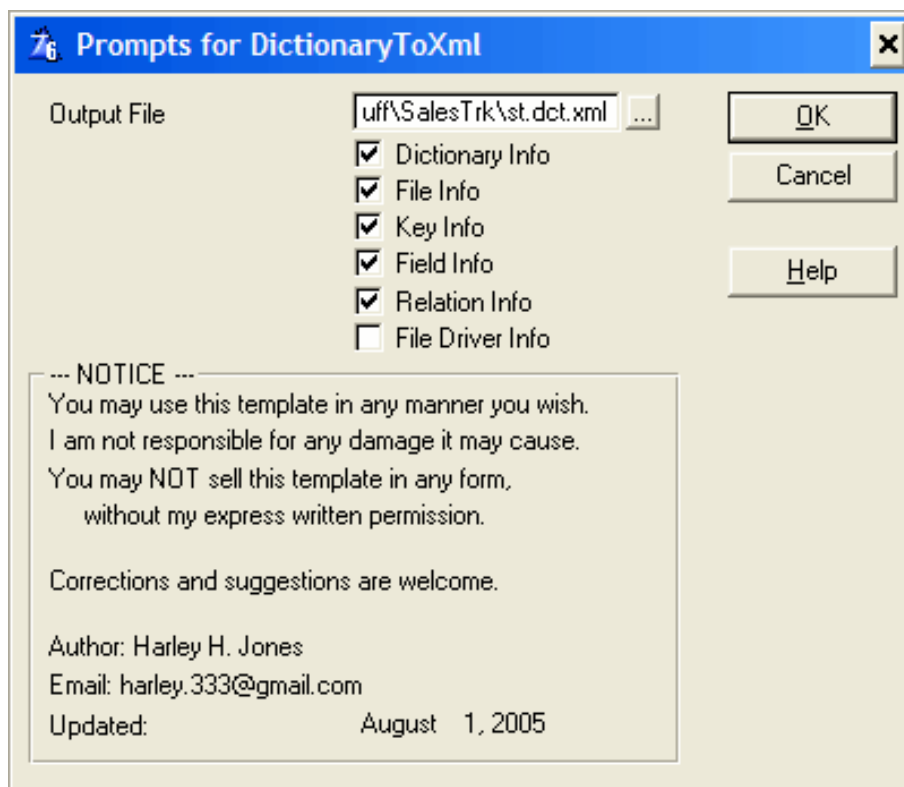 76 Prompts for DictionaryToXml
Output File uff\SalesTrk\st.dct.xml ... OK
Dictionary Info
Cancel
File Info
Key Info
Field Info
Help
Relation Info
File Driver Info
--- NOTICE ---
You may use this template in any manner you wish.
I am not responsible for any damage it may cause.
You may NOT sell this template in any form,
without my express written permission.
Corrections and suggestions are welcome.
Author: Harley H. Jones
Email: harley.333@gmail.com
Updated: August 1, 2005